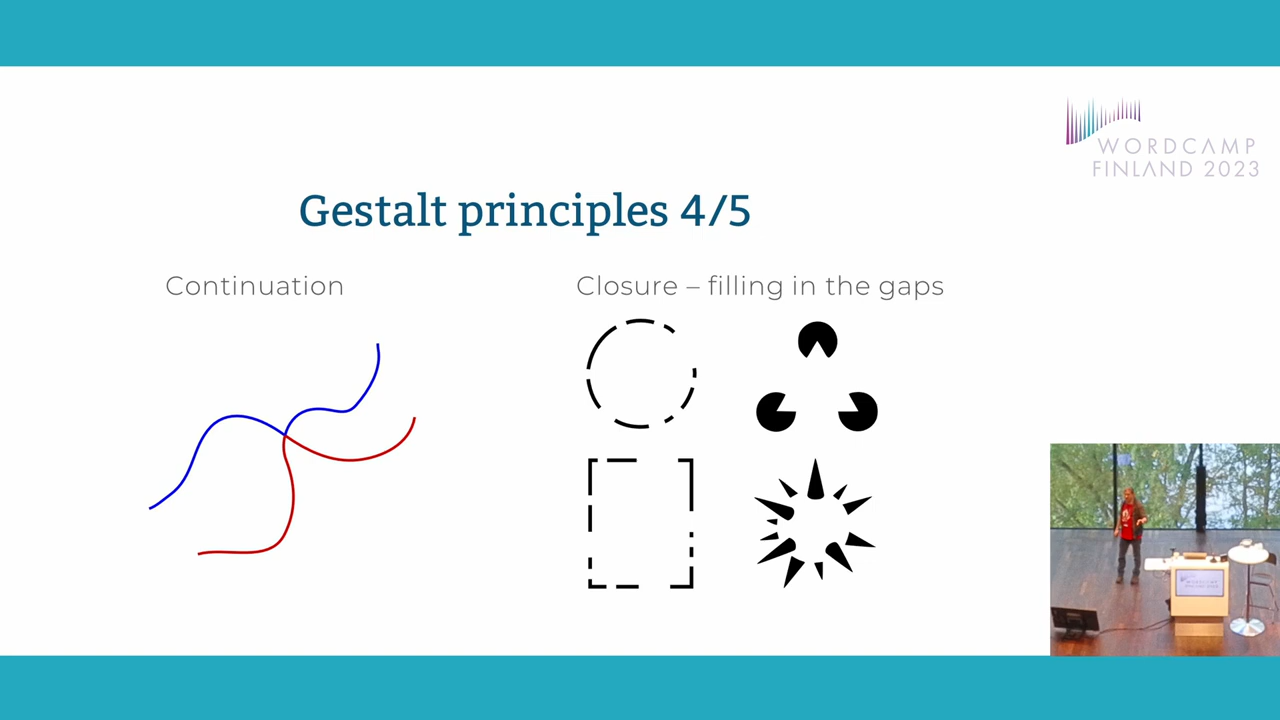 WORDCAMP
FINLAND 2023
Gestalt principles 4/5
Continuation
Closure – filling in the gaps